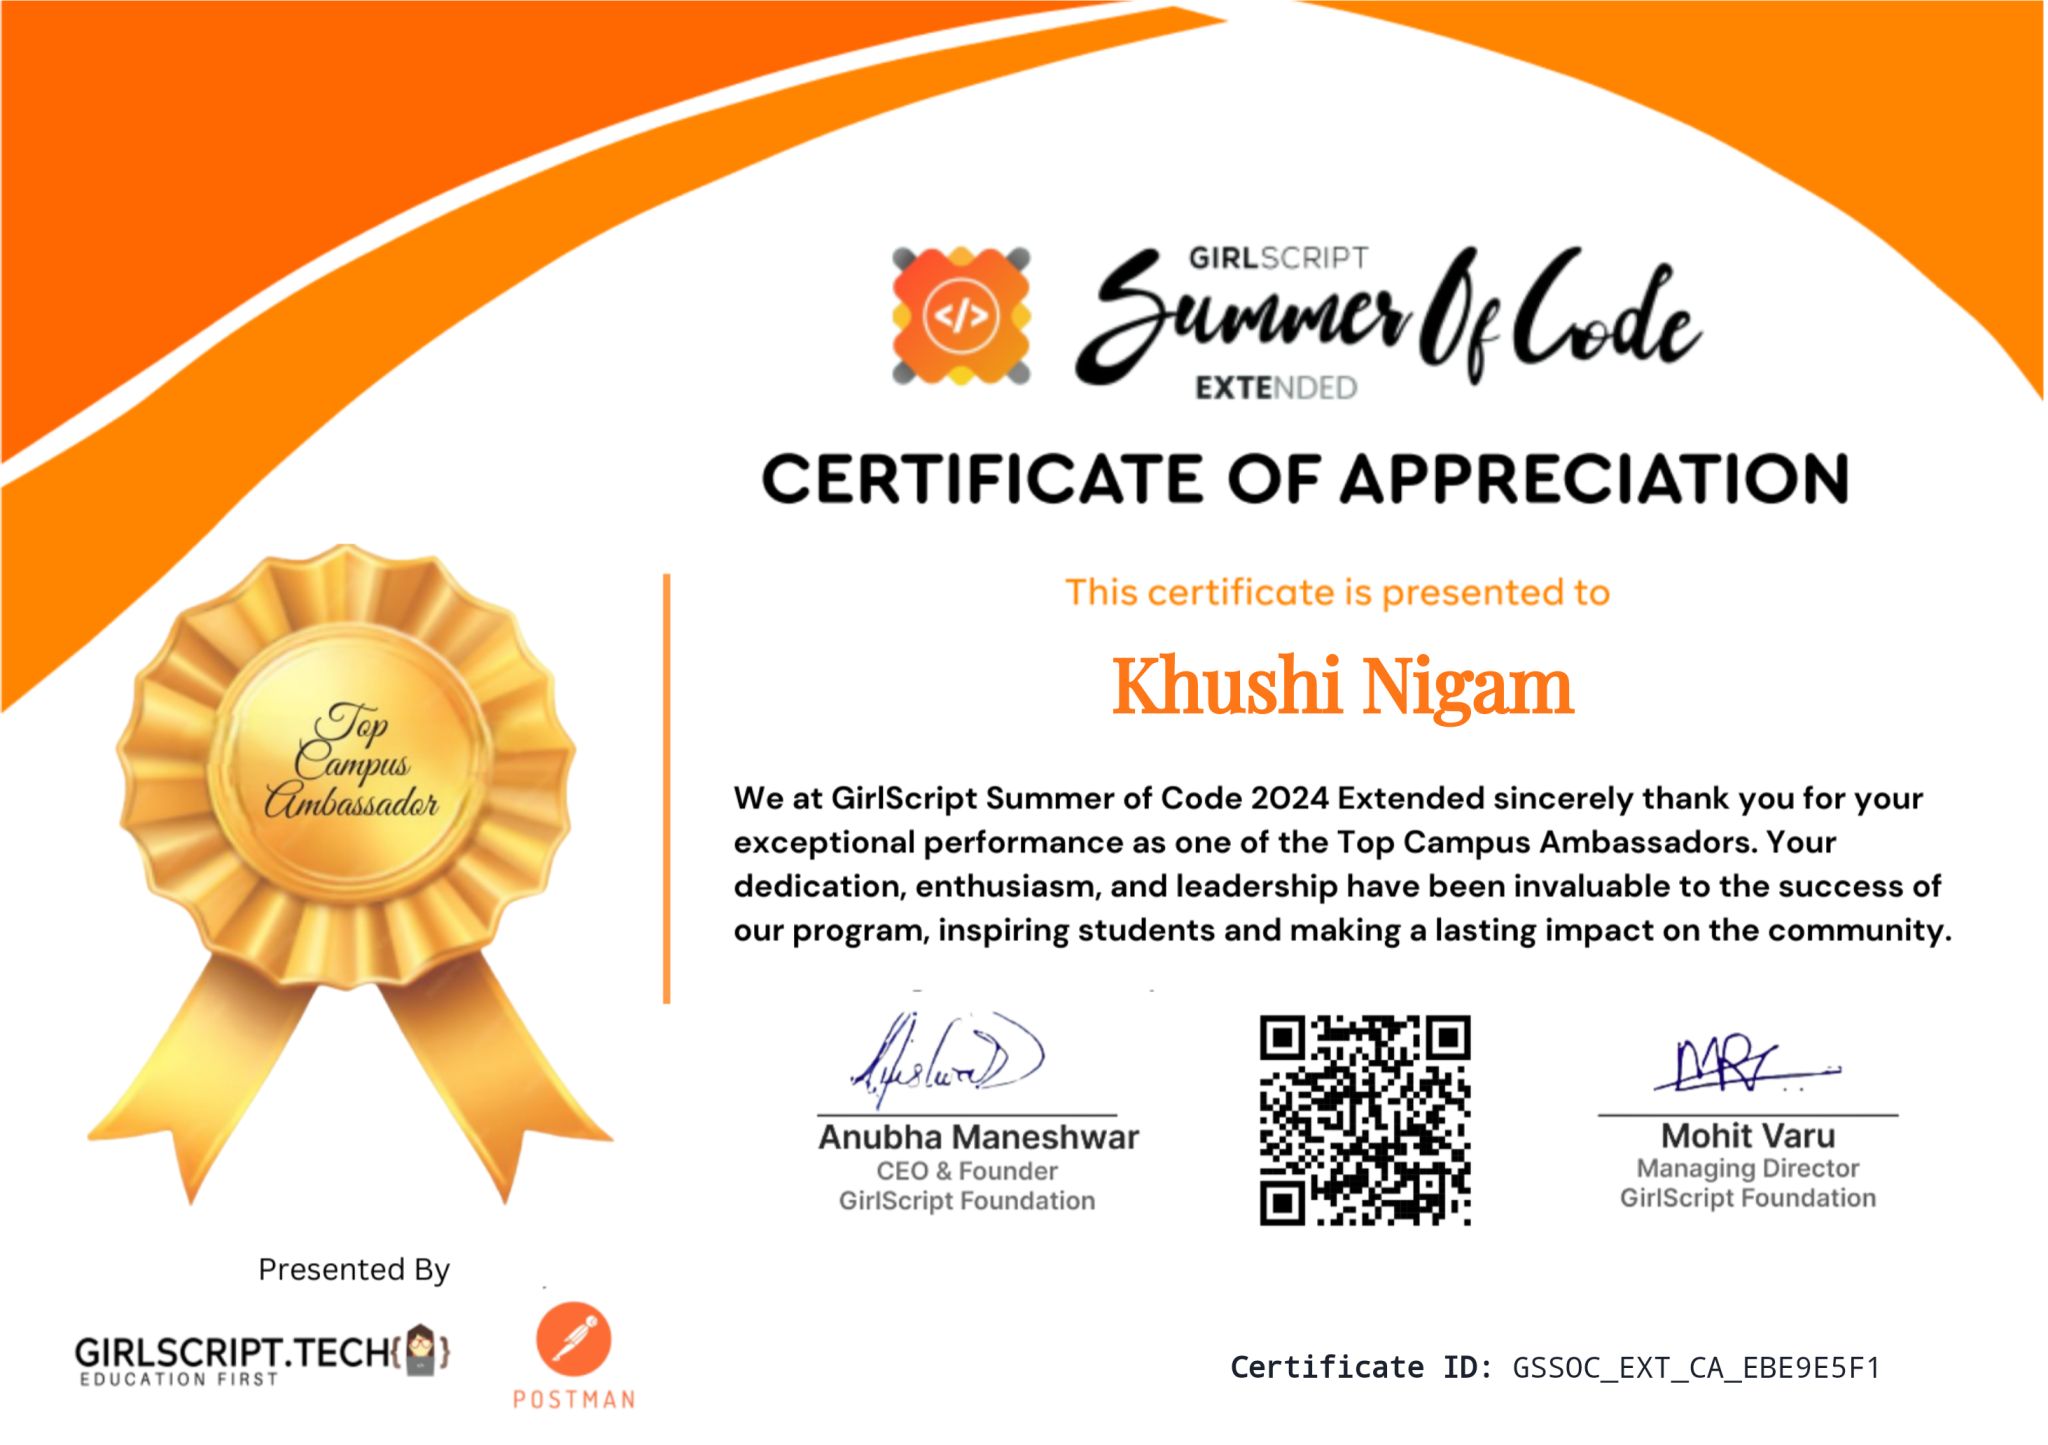 GIRLSCRIPT
Summer Of Code
EXTENDED
CERTIFICATE OF APPRECIATION
This certificate is presented to
Khushi Nigam
Top
Campus
Ambassador
We at GirlScript Summer of Code 2024 Extended sincerely thank you for your
exceptional performance as one of the Top Campus Ambassadors. Your
dedication, enthusiasm, and leadership have been invaluable to the success of
our program, inspiring students and making a lasting impact on the community.
Anubha Maneshwar
CEO & Founder
GirlScript Foundation
Mohit Varu
Managing Director
GirlScript Foundation
Presented By
GIRLSCRIPT.TECH{}
EDUCATION FIRST
POSTMAN
Certificate ID: GSSOC_EXT_CA_EBE9E5F1